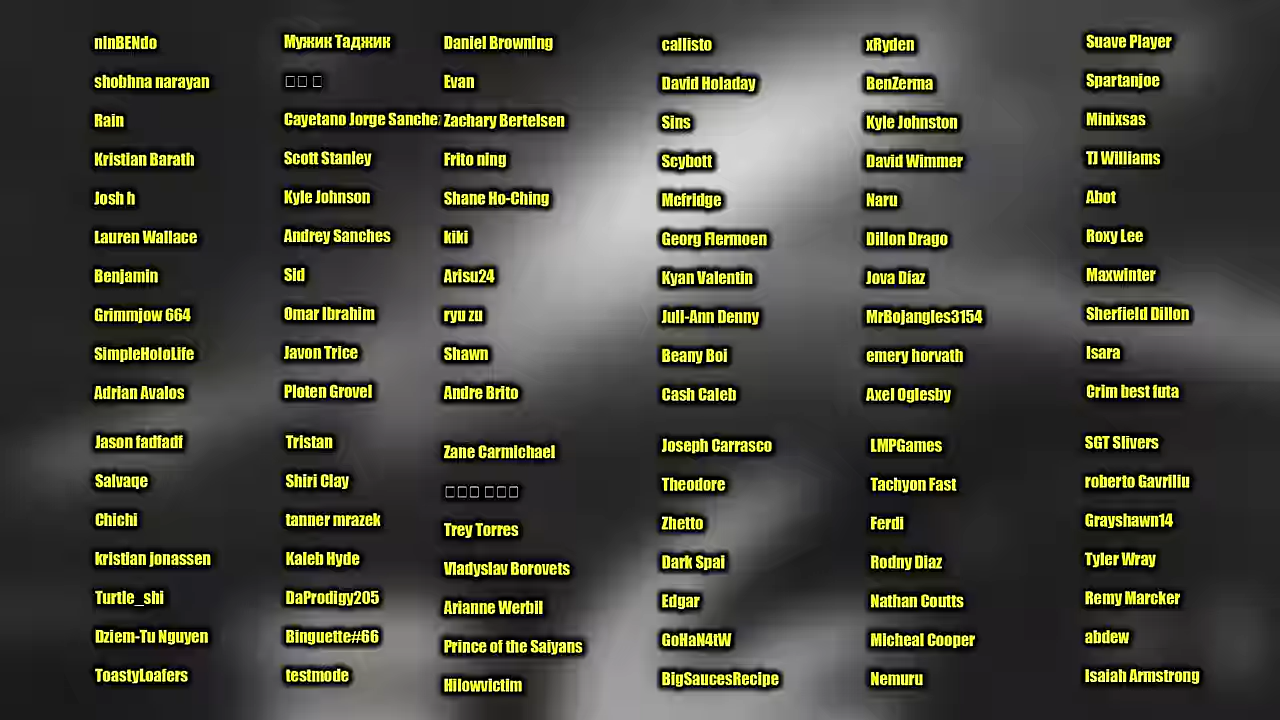 ninBENdo
shobhna narayan
Rain
Kristian Barath
Josh h
Lauren Wallace
Benjamin
Grimmjow 664
SimpleHoloLife
Adrian Avalos
Jason fadfadf
Salvaqe
Chichi
kristian jonassen
Turtle_shi
Dziem-Tu Nguyen
ToastyLoafers
Мужик Таджик
Cayetano Jorge Sanchez
Scott Stanley
Kyle Johnson
Andrey Sanches
Sid
Omar Ibrahim
Javon Trice
Ploten Grovel
Tristan
Shiri Clay
tanner mrazek
Kaleb Hyde
DaProdigy205
Binguette#66
testmode
Daniel Browning
Evan
Zachary Bertelsen
Frito ning
Shane Ho-Ching
kiki
Arisu24
ryu zu
Shawn
Andre Brito
Zane Carmichael
Trey Torres
Vladyslav Borovets
Arianne Werbil
Prince of the Saiyans
Hilowvictim
callisto
David Holaday
Sins
Scybott
Mcfridge
Georg Flermoen
Kyan Valentin
Juli-Ann Denny
Beany Boi
Cash Caleb
Joseph Carrasco
Theodore
Zhetto
Dark Spai
Edgar
GoHaN4tW
BigSaucesRecipe
xRyden
BenZerma
Kyle Johnston
David Wimmer
Naru
Dillon Drago
Jova Díaz
MrBojangles3154
emery horvath
Axel Oglesby
LMPGames
Tachyon Fast
Ferdi
Rodny Diaz
Nathan Coutts
Micheal Cooper
Nemuru
Suave Player
Spartanjoe
Minixsas
TJ Williams
Abot
Roxy Lee
Maxwinter
Sherfield Dillon
Isara
Crim best futa
SGT Slivers
roberto Gavriliu
Grayshawn14
Tyler Wray
Remy Marcker
abdew
Isaiah Armstrong